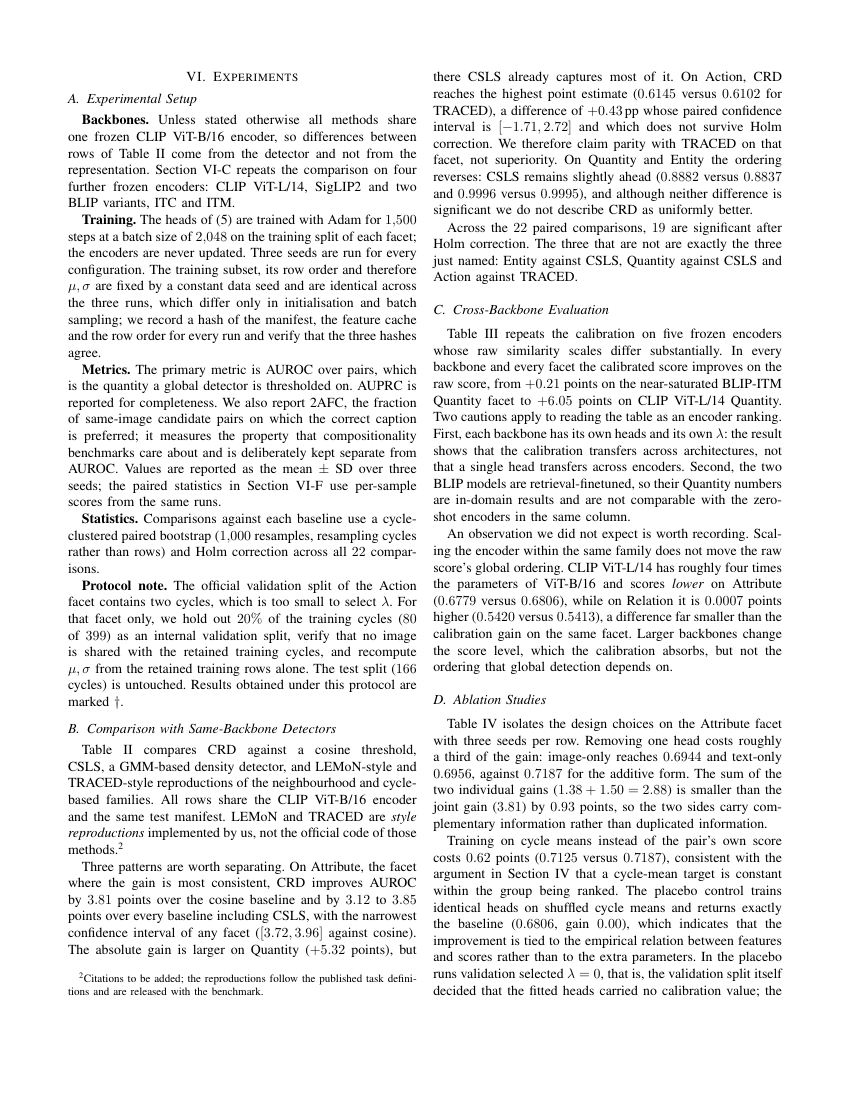 VI. EXPERIMENTS
A. Experimental Setup
Backbones. Unless stated otherwise all methods share
one frozen CLIP ViT-B/16 encoder, so differences between
rows of Table II come from the detector and not from the
representation. Section VI-C repeats the comparison on four
further frozen encoders: CLIP ViT-L/14, SigLIP2 and two
BLIP variants, ITC and ITM.
Training. The heads of (5) are trained with Adam for 1,500
steps at a batch size of 2,048 on the training split of each facet;
the encoders are never updated. Three seeds are run for every
configuration. The training subset, its row order and therefore
μ, σ are fixed by a constant data seed and are identical across
the three runs, which differ only in initialisation and batch
sampling; we record a hash of the manifest, the feature cache
and the row order for every run and verify that the three hashes
agree.
Metrics. The primary metric is AUROC over pairs, which
is the quantity a global detector is thresholded on. AUPRC is
reported for completeness. We also report 2AFC, the fraction
of same-image candidate pairs on which the correct caption
is preferred; it measures the property that compositionality
benchmarks care about and is deliberately kept separate from
AUROC. Values are reported as the mean ± SD over three
seeds; the paired statistics in Section VI-F use per-sample
scores from the same runs.
Statistics. Comparisons against each baseline use a cycle-
clustered paired bootstrap (1,000 resamples, resampling cycles
rather than rows) and Holm correction across all 22 compar-
isons.
Protocol note. The official validation split of the Action
facet contains two cycles, which is too small to select λ. For
that facet only, we hold out 20% of the training cycles (80
of 399) as an internal validation split, verify that no image
is shared with the retained training cycles, and recompute
μ, σ from the retained training rows alone. The test split (166
cycles) is untouched. Results obtained under this protocol are
marked †.
B. Comparison with Same-Backbone Detectors
Table II compares CRD against a cosine threshold,
CSLS, a GMM-based density detector, and LEMoN-style and
TRACED-style reproductions of the neighbourhood and cycle-
based families. All rows share the CLIP ViT-B/16 encoder
and the same test manifest. LEMoN and TRACED are style
reproductions implemented by us, not the official code of those
methods.2
Three patterns are worth separating. On Attribute, the facet
where the gain is most consistent, CRD improves AUROC
by 3.81 points over the cosine baseline and by 3.12 to 3.85
points over every baseline including CSLS, with the narrowest
confidence interval of any facet ([3.72, 3.96] against cosine).
The absolute gain is larger on Quantity (+5.32 points), but
2Citations to be added; the reproductions follow the published task defini-
tions and are released with the benchmark.
there CSLS already captures most of it. On Action, CRD
reaches the highest point estimate (0.6145 versus 0.6102 for
TRACED), a difference of +0.43 pp whose paired confidence
interval is [−1.71, 2.72] and which does not survive Holm
correction. We therefore claim parity with TRACED on that
facet, not superiority. On Quantity and Entity the ordering
reverses: CSLS remains slightly ahead (0.8882 versus 0.8837
and 0.9996 versus 0.9995), and although neither difference is
significant we do not describe CRD as uniformly better.
Across the 22 paired comparisons, 19 are significant after
Holm correction. The three that are not are exactly the three
just named: Entity against CSLS, Quantity against CSLS and
Action against TRACED.
C. Cross-Backbone Evaluation
Table III repeats the calibration on five frozen encoders
whose raw similarity scales differ substantially. In every
backbone and every facet the calibrated score improves on the
raw score, from +0.21 points on the near-saturated BLIP-ITM
Quantity facet to +6.05 points on CLIP ViT-L/14 Quantity.
Two cautions apply to reading the table as an encoder ranking.
First, each backbone has its own heads and its own λ: the result
shows that the calibration transfers across architectures, not
that a single head transfers across encoders. Second, the two
BLIP models are retrieval-finetuned, so their Quantity numbers
are in-domain results and are not comparable with the zero-
shot encoders in the same column.
An observation we did not expect is worth recording. Scal-
ing the encoder within the same family does not move the raw
score's global ordering. CLIP ViT-L/14 has roughly four times
the parameters of ViT-B/16 and scores lower on Attribute
(0.6779 versus 0.6806), while on Relation it is 0.0007 points
higher (0.5420 versus 0.5413), a difference far smaller than the
calibration gain on the same facet. Larger backbones change
the score level, which the calibration absorbs, but not the
ordering that global detection depends on.
D. Ablation Studies
Table IV isolates the design choices on the Attribute facet
with three seeds per row. Removing one head costs roughly
a third of the gain: image-only reaches 0.6944 and text-only
0.6956, against 0.7187 for the additive form. The sum of the
two individual gains (1.38 + 1.50 = 2.88) is smaller than the
joint gain (3.81) by 0.93 points, so the two sides carry com-
plementary information rather than duplicated information.
Training on cycle means instead of the pair's own score
costs 0.62 points (0.7125 versus 0.7187), consistent with the
argument in Section IV that a cycle-mean target is constant
within the group being ranked. The placebo control trains
identical heads on shuffled cycle means and returns exactly
the baseline (0.6806, gain 0.00), which indicates that the
improvement is tied to the empirical relation between features
and scores rather than to the extra parameters. In the placebo
runs validation selected λ = 0, that is, the validation split itself
decided that the fitted heads carried no calibration value; the